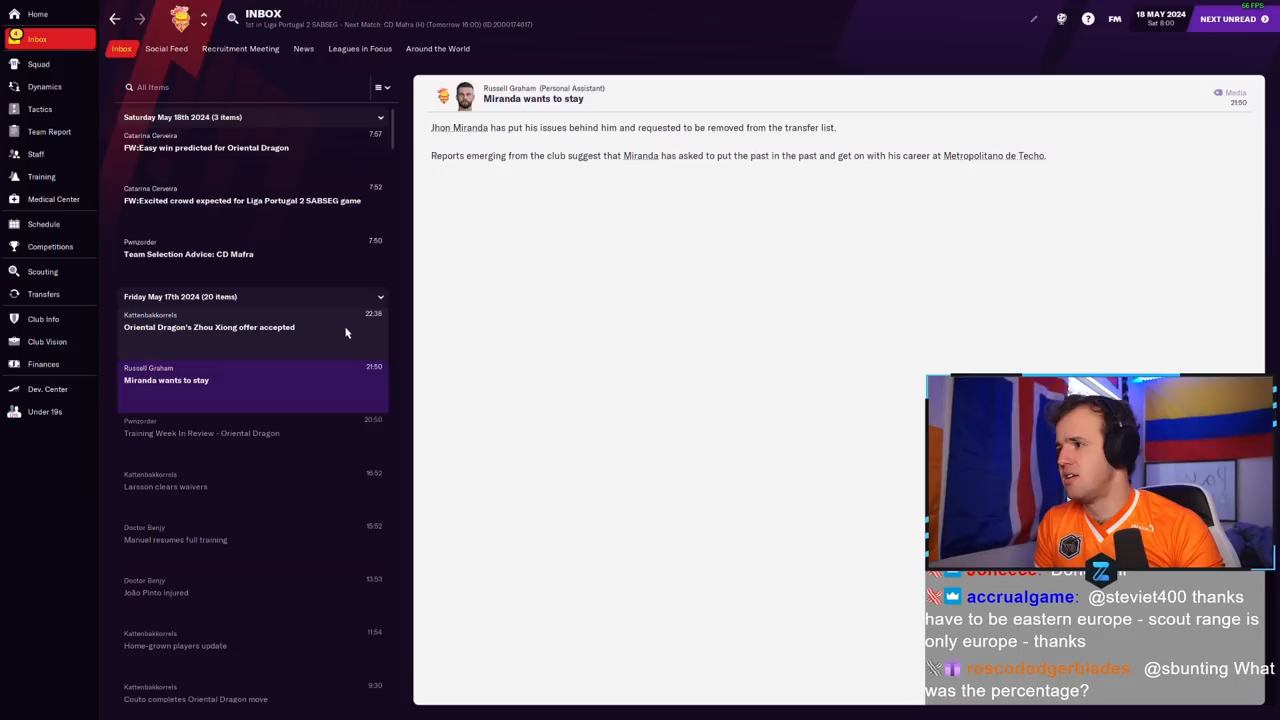 66 FPS
Home
INBOX
1st in Liga Portugal 2 SABSEG - Next Match: CD Mafra (H) (Tomorrow 16:00) (ID:2000174617)
FM
18 MAY 2024
Sat 8:00
NEXT UNREAD
4
Inbox
Squad
Dynamics
Tactics
Team Report
Staff
Training
Medical Center
Schedule
Competitions
Scouting
Transfers
Club Info
Club Vision
Finances
Dev. Center
Under 19s
Inbox
Social Feed
Recruitment Meeting
News
Leagues in Focus
Around the World
All Items
Saturday May 18th 2024 (3 items)
Catarina Cerveira 7:57
FW:Easy win predicted for Oriental Dragon
Catarina Cerveira 7:52
FW:Excited crowd expected for Liga Portugal 2 SABSEG game
Pwnzorder 7:50
Team Selection Advice: CD Mafra
Friday May 17th 2024 (20 items)
Kattenbakkorrels 22:38
Oriental Dragon's Zhou Xiong offer accepted
Russell Graham 21:50
Miranda wants to stay
Pwnzorder 20:50
Training Week In Review - Oriental Dragon
Kattenbakkorrels 16:52
Larsson clears waivers
Doctor Benjy 15:52
Manuel resumes full training
Doctor Benjy 13:53
João Pinto injured
Kattenbakkorrels 11:54
Home-grown players update
Kattenbakkorrels 9:30
Couto completes Oriental Dragon move
Russell Graham (Personal Assistant)
Miranda wants to stay
Media
21:50
Jhon Miranda has put his issues behind him and requested to be removed from the transfer list.
Reports emerging from the club suggest that Miranda has asked to put the past in the past and get on with his career at Metropolitano de Techo.
accrualgame: @steviet400 thanks
have to be eastern europe - scout range is
only europe - thanks
roscododgerblades: @sbunting What
was the percentage?